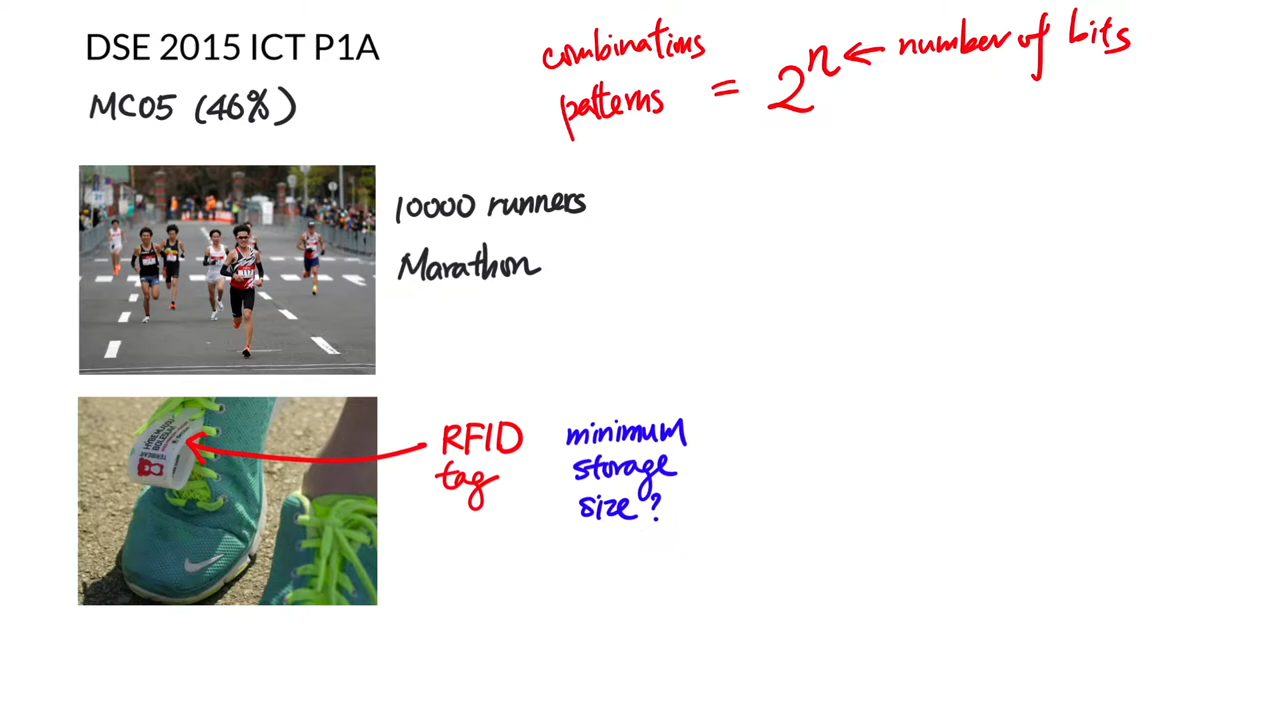 DSE 2015 ICT P1A
MC05 (46%)
combinations
patterns = 2^n ← number of bits
10000 runners
Marathon
RFID
tag
minimum
storage
size?